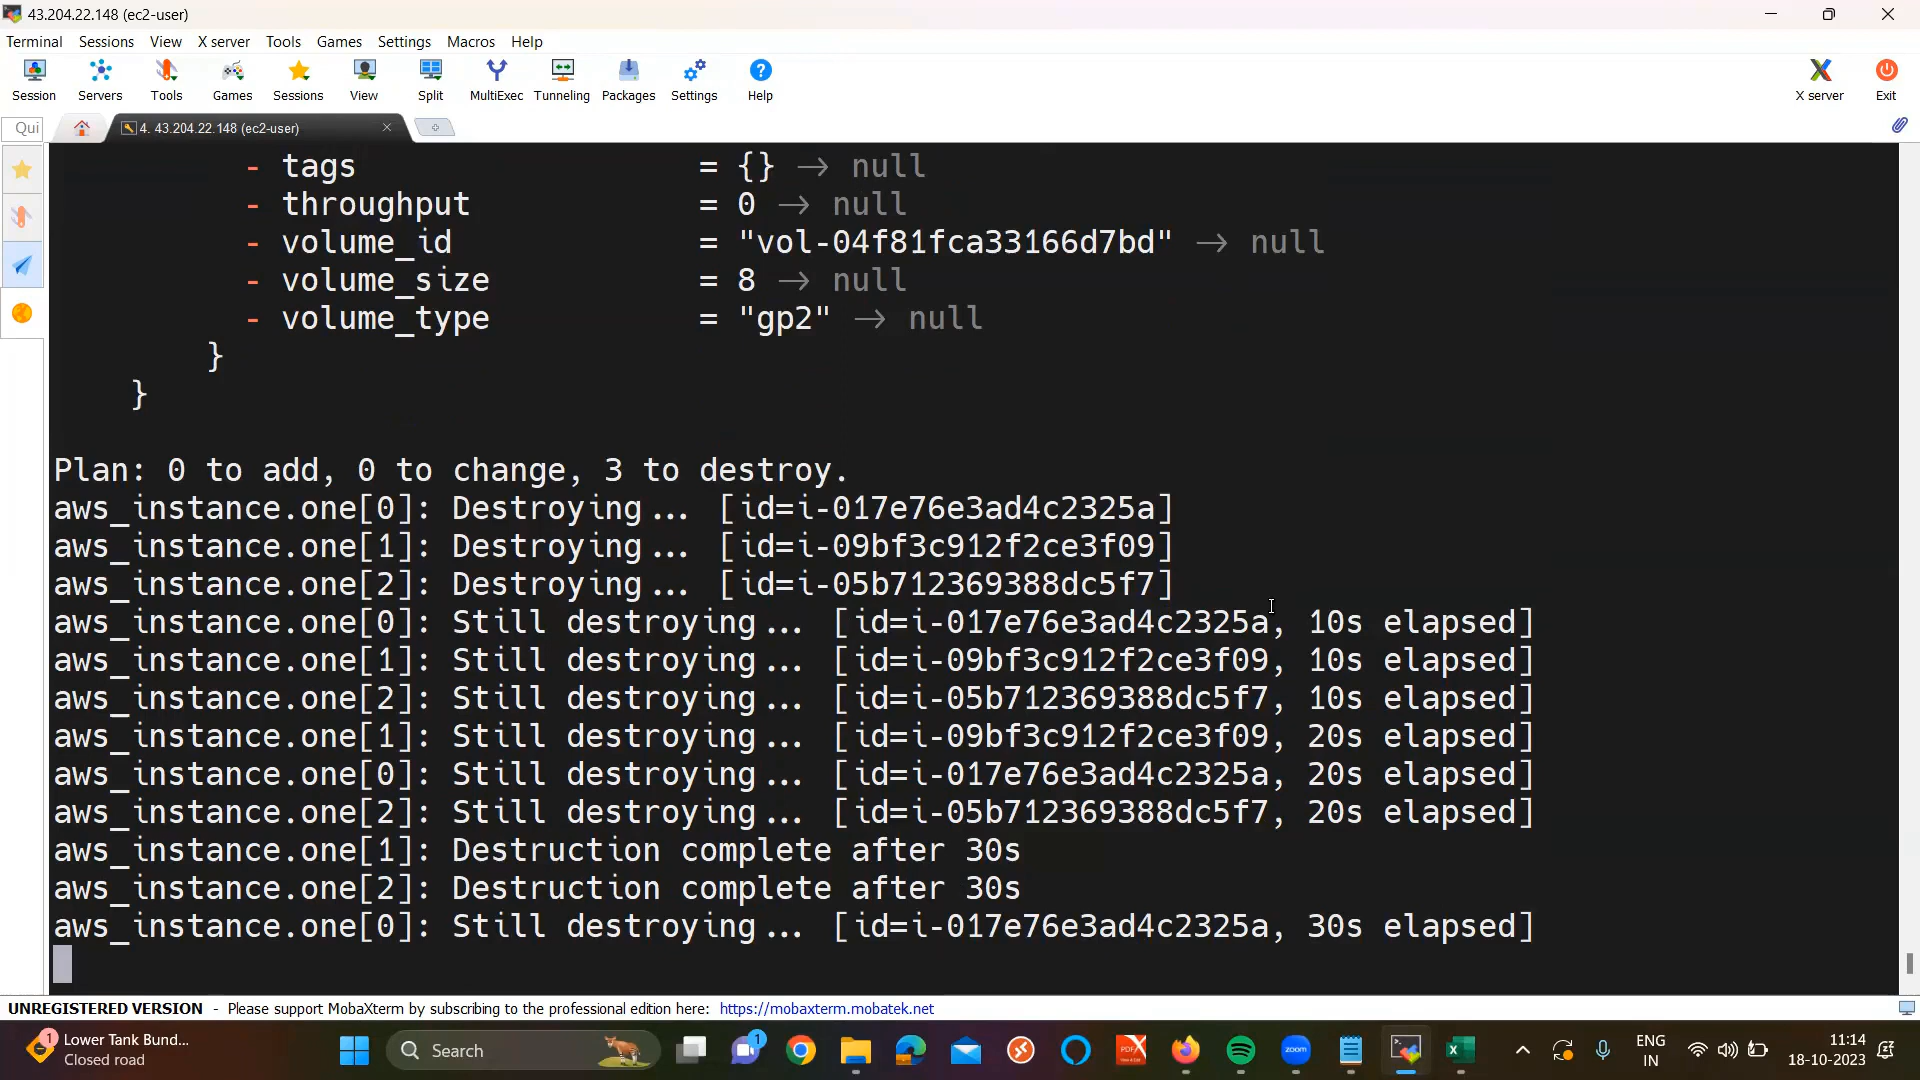 43.204.22.148 (ec2-user)
Terminal Sessions View X server Tools Games Settings Macros Help
Session Servers Tools Games Sessions View Split MultiExec Tunneling Packages Settings Help X server Exit
Qui 4. 43.204.22.148 (ec2-user)
- tags = {} → null
- throughput = 0 → null
- volume_id = "vol-04f81fca33166d7bd" → null
- volume_size = 8 → null
- volume_type = "gp2" → null
}
}
Plan: 0 to add, 0 to change, 3 to destroy.
aws_instance.one[0]: Destroying... [id=i-017e76e3ad4c2325a]
aws_instance.one[1]: Destroying... [id=i-09bf3c912f2ce3f09]
aws_instance.one[2]: Destroying... [id=i-05b712369388dc5f7]
aws_instance.one[0]: Still destroying... [id=i-017e76e3ad4c2325a, 10s elapsed]
aws_instance.one[1]: Still destroying... [id=i-09bf3c912f2ce3f09, 10s elapsed]
aws_instance.one[2]: Still destroying... [id=i-05b712369388dc5f7, 10s elapsed]
aws_instance.one[1]: Still destroying... [id=i-09bf3c912f2ce3f09, 20s elapsed]
aws_instance.one[0]: Still destroying... [id=i-017e76e3ad4c2325a, 20s elapsed]
aws_instance.one[2]: Still destroying... [id=i-05b712369388dc5f7, 20s elapsed]
aws_instance.one[1]: Destruction complete after 30s
aws_instance.one[2]: Destruction complete after 30s
aws_instance.one[0]: Still destroying... [id=i-017e76e3ad4c2325a, 30s elapsed]
UNREGISTERED VERSION - Please support MobaXterm by subscribing to the professional edition here: https://mobaxterm.mobatek.net
1 Lower Tank Bund...
Closed road
Search
1
zoom
ENG
IN
11:14
18-10-2023